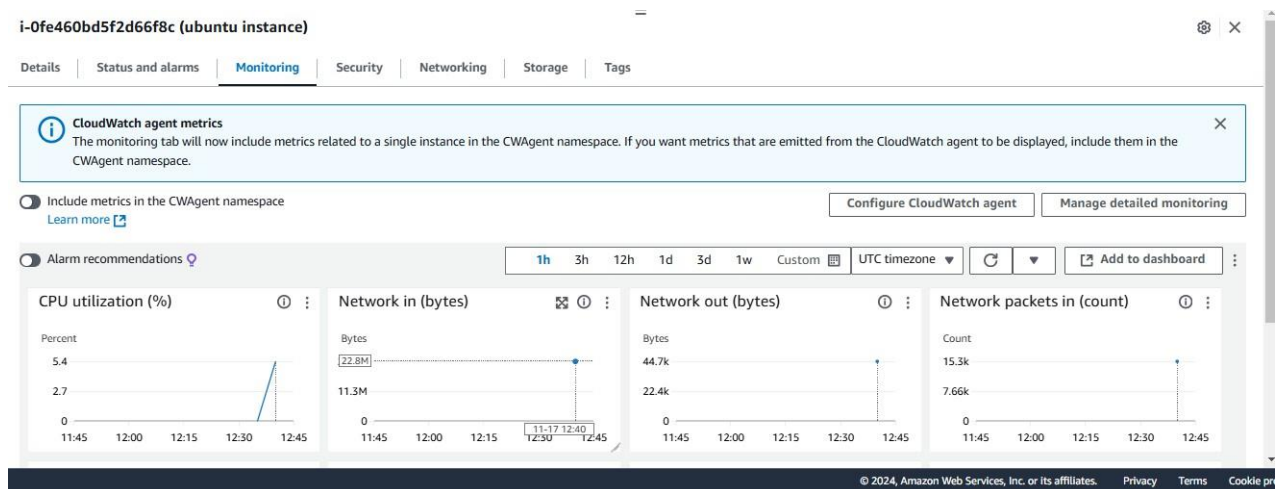 i-0fe460bd5f2d66f8c (ubuntu instance)
Details Status and alarms Monitoring Security Networking Storage Tags
CloudWatch agent metrics
The monitoring tab will now include metrics related to a single instance in the CWAgent namespace. If you want metrics that are emitted from the CloudWatch agent to be displayed, include them in the
CWAgent namespace.
Include metrics in the CWAgent namespace
Learn more
Configure CloudWatch agent Manage detailed monitoring
Alarm recommendations
1h 3h 12h 1d 3d 1w Custom UTC timezone Add to dashboard
CPU utilization (%)
Percent
5.4
2.7
0
11:45 12:00 12:15 12:30 12:45
Network in (bytes)
Bytes
22.8M
11.3M
0
11-17 12:40
11:45 12:00 12:15 12:30 12:45
Network out (bytes)
Bytes
44.7k
22.4k
0
11:45 12:00 12:15 12:30 12:45
Network packets in (count)
Count
15.3k
7.66k
0
11:45 12:00 12:15 12:30 12:45
© 2024, Amazon Web Services, Inc. or its affiliates. Privacy Terms Cookie pr